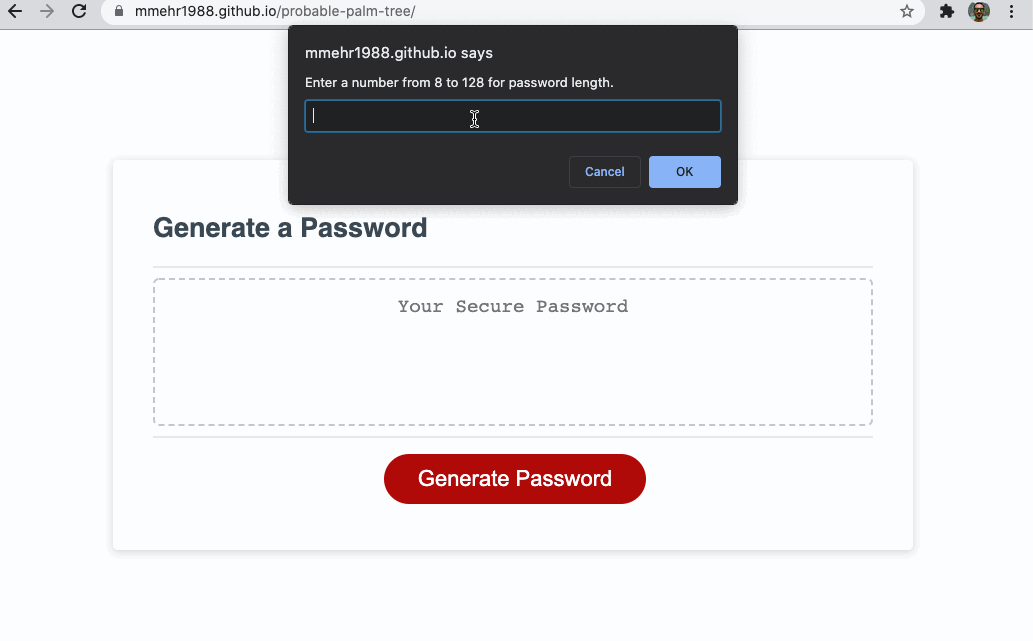 mmehr1988.github.io/probable-palm-tree/
mmehr1988.github.io says
Enter a number from 8 to 128 for password length.
Cancel
OK
Generate a Password
Your Secure Password
Generate Password